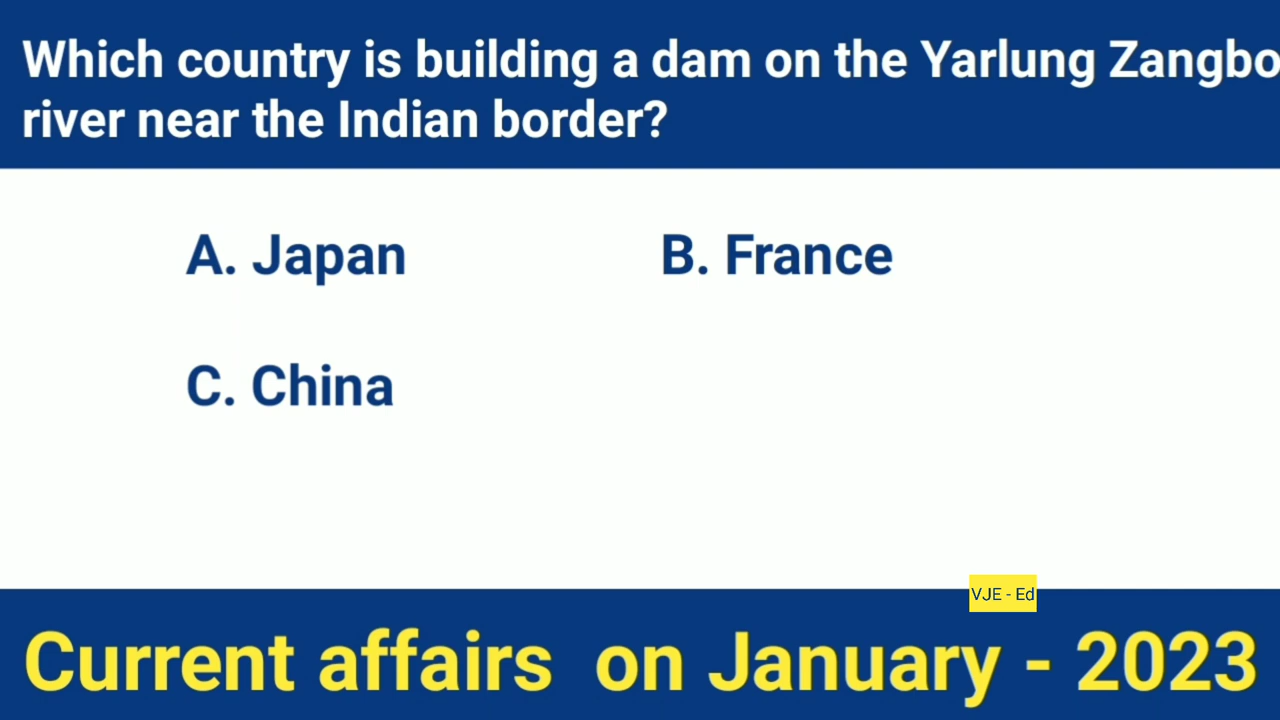 Which country is building a dam on the Yarlung Zangbo
river near the Indian border?
A. Japan
B. France
C. China
VJE - Ed
Current affairs on January - 2023